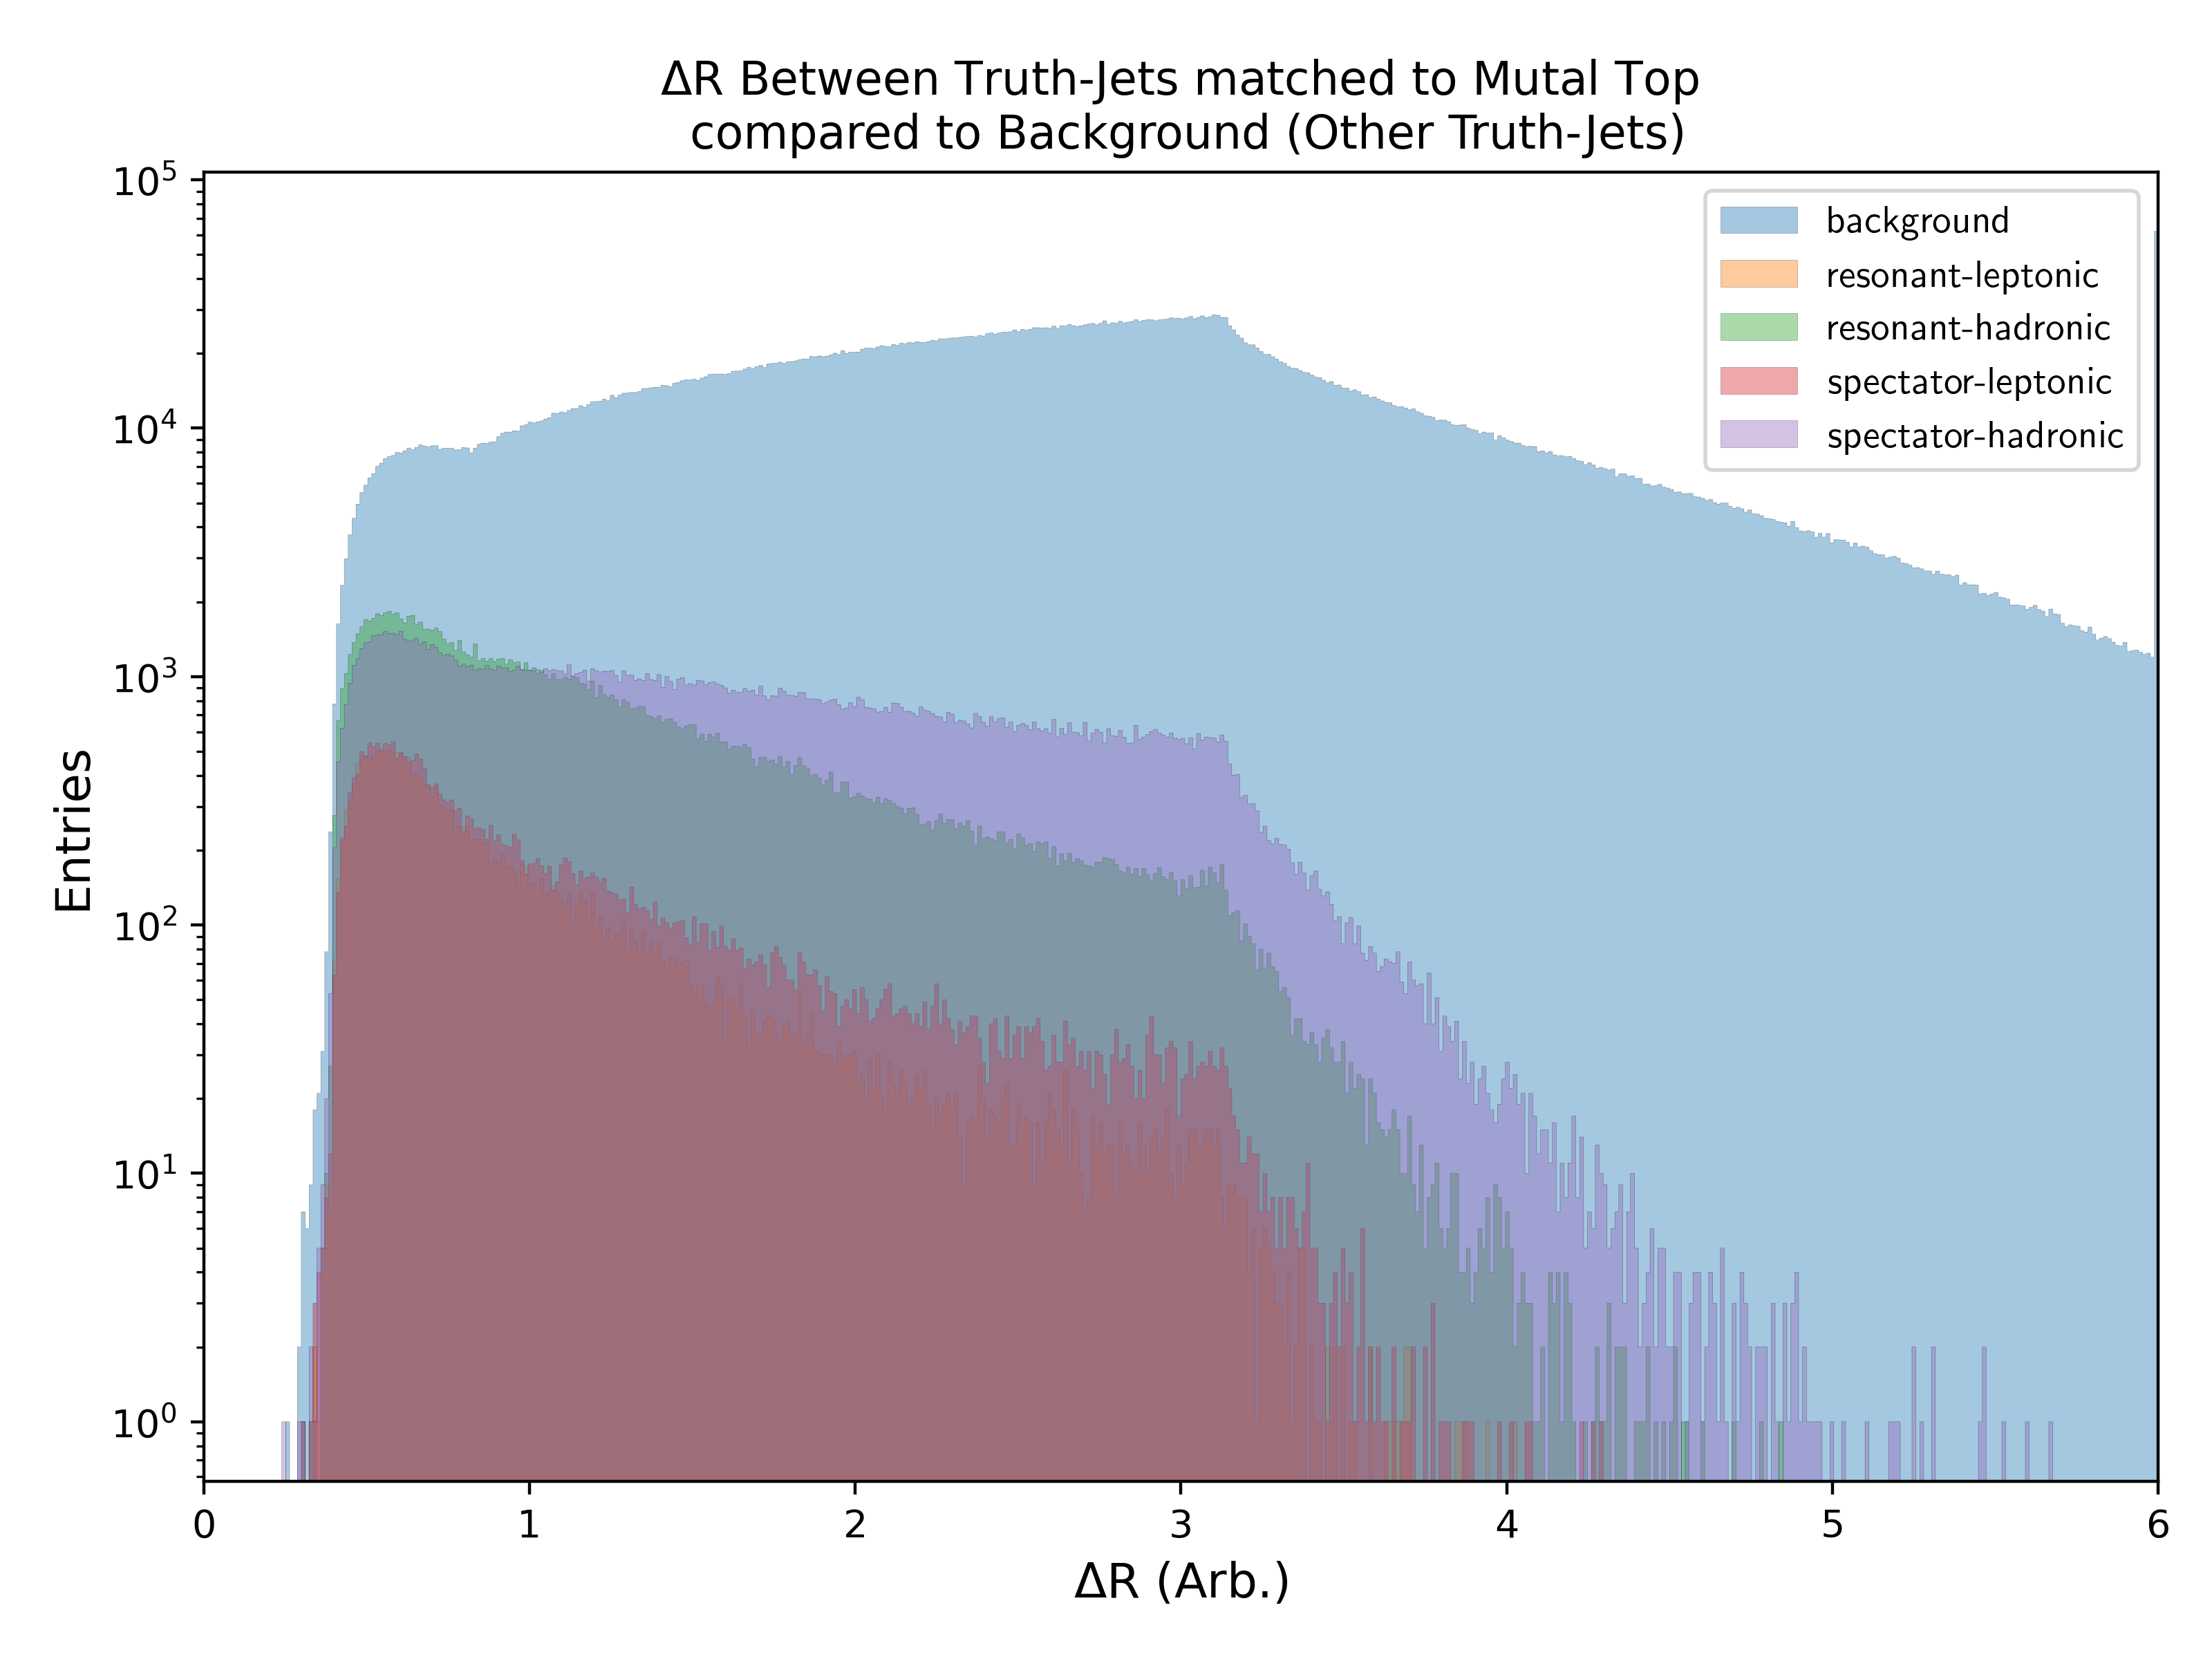 ΔR Between Truth-Jets matched to Mutal Top
compared to Background (Other Truth-Jets)
10⁵
10⁴
10³
10²
10¹
10⁰
Entries
background
resonant-leptonic
resonant-hadronic
spectator-leptonic
spectator-hadronic
0 1 2 3 4 5 6
ΔR (Arb.)